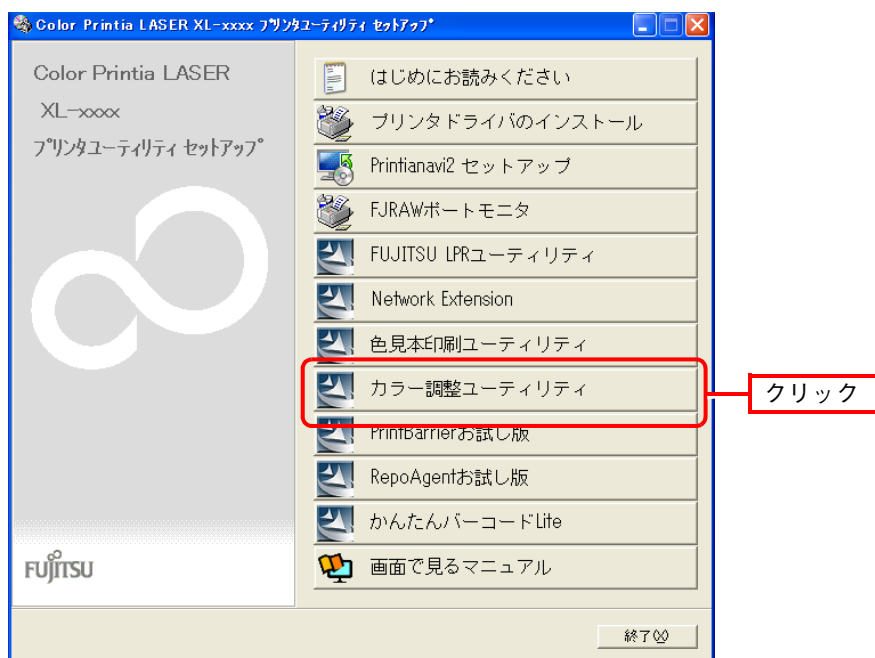 Color Printia LASER XL-xxxx プリンタユーティリティ セットアップ
Color Printia LASER
XL-xxxx
プリンタユーティリティ セットアップ
はじめにお読みください
プリンタドライバのインストール
Printianavi2 セットアップ
FJRAWポートモニタ
FUJITSU LPRユーティリティ
Network Extension
色見本印刷ユーティリティ
カラー調整ユーティリティ
クリック
PrintBarrierお試し版
RepoAgentお試し版
かんたんバーコードLite
画面で見るマニュアル
FUJITSU
終了(X)